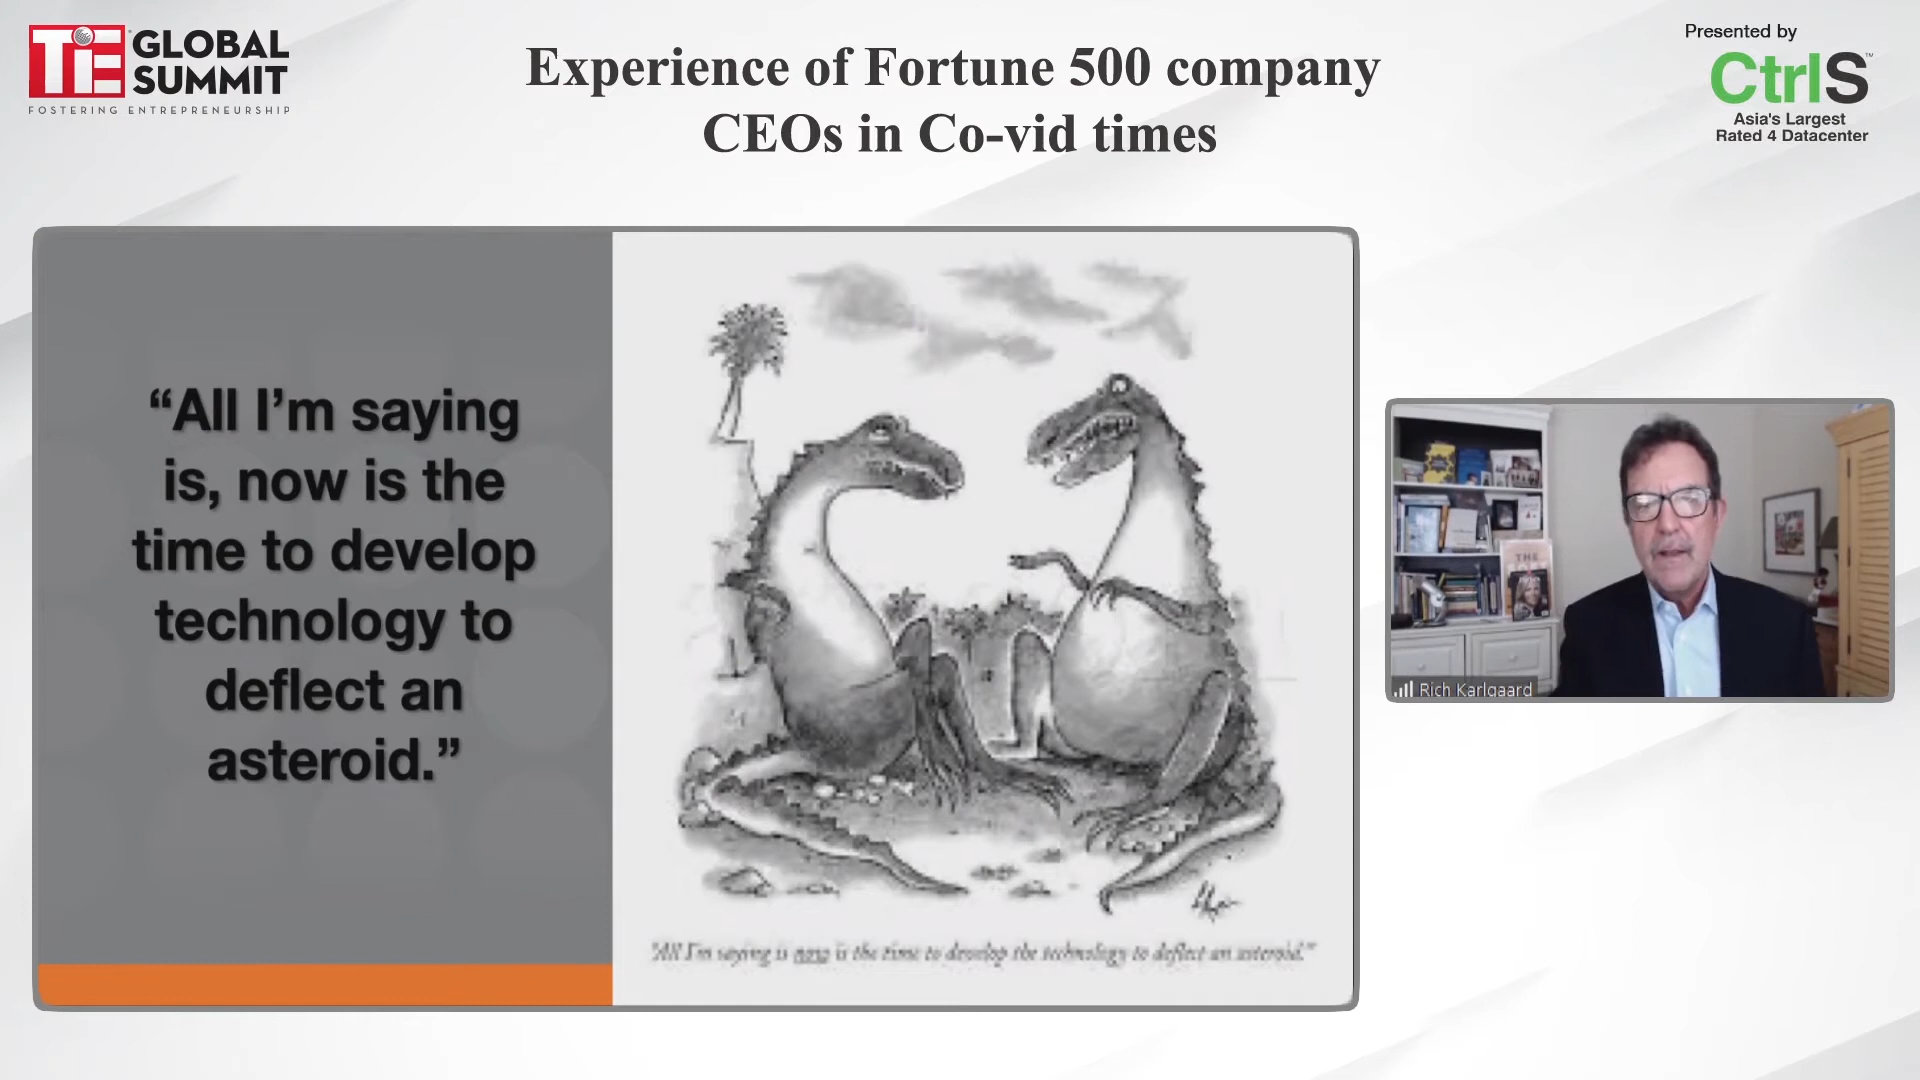 TiE GLOBAL
SUMMIT
FOSTERING ENTREPRENEURSHIP
Experience of Fortune 500 company
CEOs in Co-vid times
Presented by
CtrlS™
Asia's Largest
Rated 4 Datacenter
“All I’m saying
is, now is the
time to develop
technology to
deflect an
asteroid.”
"All I'm saying is now is the time to develop the technology to deflect an asteroid."
THE
Rich Karlgaard